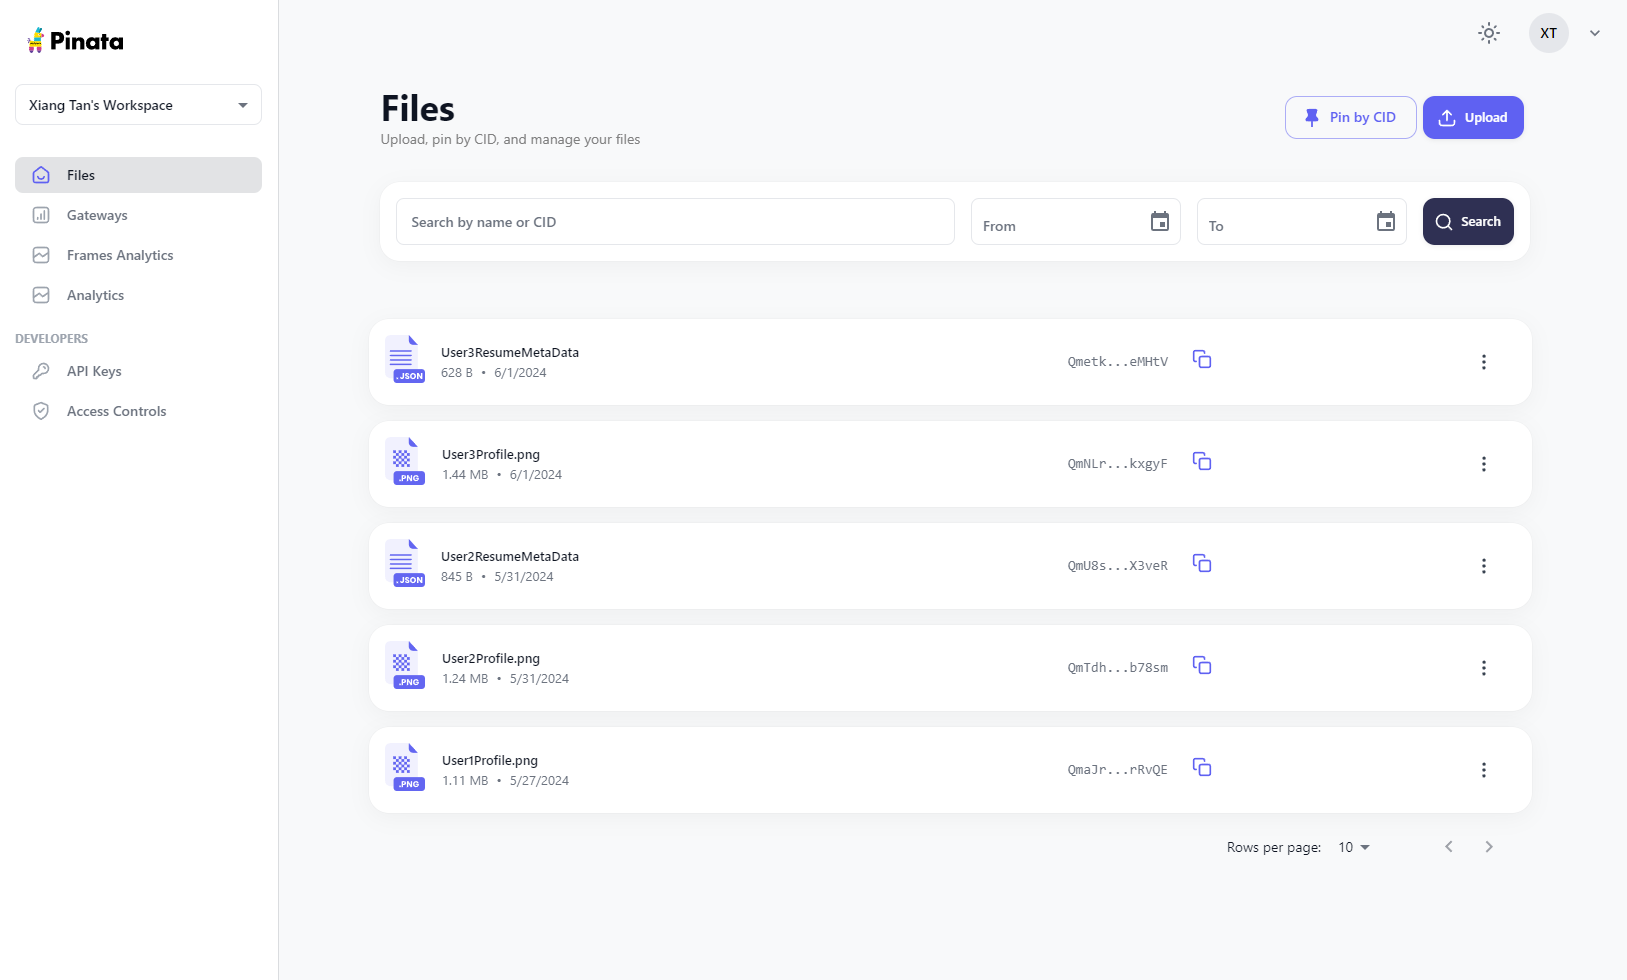 Pinata
XT
Xiang Tan's Workspace
Files
Gateways
Frames Analytics
Analytics
DEVELOPERS
API Keys
Access Controls
Files
Upload, pin by CID, and manage your files
Pin by CID
Upload
Search by name or CID
From
To
Search
.JSON
User3ResumeMetaData
628 B • 6/1/2024
Qmetk...eMHtV
.PNG
User3Profile.png
1.44 MB • 6/1/2024
QmNLr...kxgyF
.JSON
User2ResumeMetaData
845 B • 5/31/2024
QmU8s...X3veR
.PNG
User2Profile.png
1.24 MB • 5/31/2024
QmTdh...b78sm
.PNG
User1Profile.png
1.11 MB • 5/27/2024
QmaJr...rRvQE
Rows per page: 10